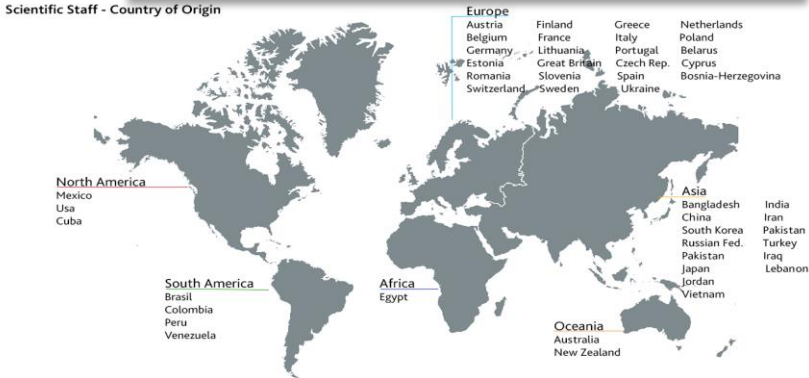 Scientific Staff - Country of Origin
Europe
Austria Finland Greece Netherlands
Belgium France Italy Poland
Germany Lithuania Portugal Belarus
Estonia Great Britain Czech Rep. Cyprus
Romania Slovenia Spain Bosnia-Herzegovina
Switzerland Sweden Ukraine
North America
Mexico
Usa
Cuba
South America
Brasil
Colombia
Peru
Venezuela
Africa
Egypt
Asia
Bangladesh India
China Iran
South Korea Pakistan
Russian Fed. Turkey
Pakistan Iraq
Japan Lebanon
Jordan
Vietnam
Oceania
Australia
New Zealand